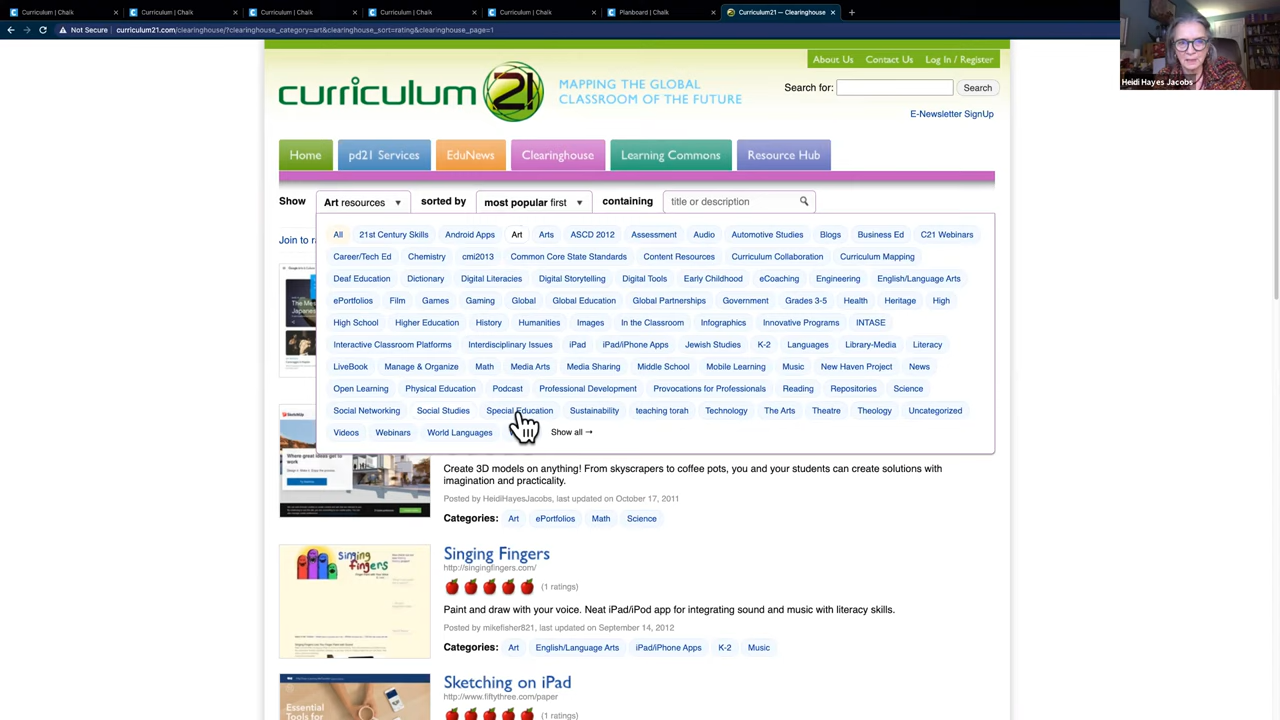 Curriculum | Chalk
Curriculum | Chalk
Curriculum | Chalk
Curriculum | Chalk
Curriculum | Chalk
Planboard | Chalk
Curriculum21 — Clearinghouse
Not Secure
curriculum21.com/clearinghouse/?clearinghouse_category=art&clearinghouse_sort=rating&clearinghouse_page=1
Heidi Hayes Jacobs
About Us Contact Us Log In / Register
curriculum 21
MAPPING THE GLOBAL
CLASSROOM OF THE FUTURE
Search for: Search
E-Newsletter SignUp
Home pd21 Services EduNews Clearinghouse Learning Commons Resource Hub
Show Art resources ▼ sorted by most popular first ▼ containing title or description
Join to ra
All 21st Century Skills Android Apps Art Arts ASCD 2012 Assessment Audio Automotive Studies Blogs Business Ed C21 Webinars
Career/Tech Ed Chemistry cmi2013 Common Core State Standards Content Resources Curriculum Collaboration Curriculum Mapping
Deaf Education Dictionary Digital Literacies Digital Storytelling Digital Tools Early Childhood eCoaching Engineering English/Language Arts
ePortfolios Film Games Gaming Global Global Education Global Partnerships Government Grades 3-5 Health Heritage High
High School Higher Education History Humanities Images In the Classroom Infographics Innovative Programs INTASE
Interactive Classroom Platforms Interdisciplinary Issues iPad iPad/iPhone Apps Jewish Studies K-2 Languages Library-Media Literacy
LiveBook Manage & Organize Math Media Arts Media Sharing Middle School Mobile Learning Music New Haven Project News
Open Learning Physical Education Podcast Professional Development Provocations for Professionals Reading Repositories Science
Social Networking Social Studies Special Education Sustainability teaching torah Technology The Arts Theatre Theology Uncategorized
Videos Webinars World Languages Show all →
Where great ideas get to
work
Create 3D models on anything! From skyscrapers to coffee pots, you and your students can create solutions with
imagination and practicality.
Posted by HeidiHayesJacobs, last updated on October 17, 2011
Categories: Art ePortfolios Math Science
singing
fingers
Singing Fingers
http://singingfingers.com/
(1 ratings)
Paint and draw with your voice. Neat iPad/iPod app for integrating sound and music with literacy skills.
Posted by mikefisher821, last updated on September 14, 2012
Categories: Art English/Language Arts iPad/iPhone Apps K-2 Music
Essential
Tools for
Sketching on iPad
http://www.fiftythree.com/paper
(1 ratings)